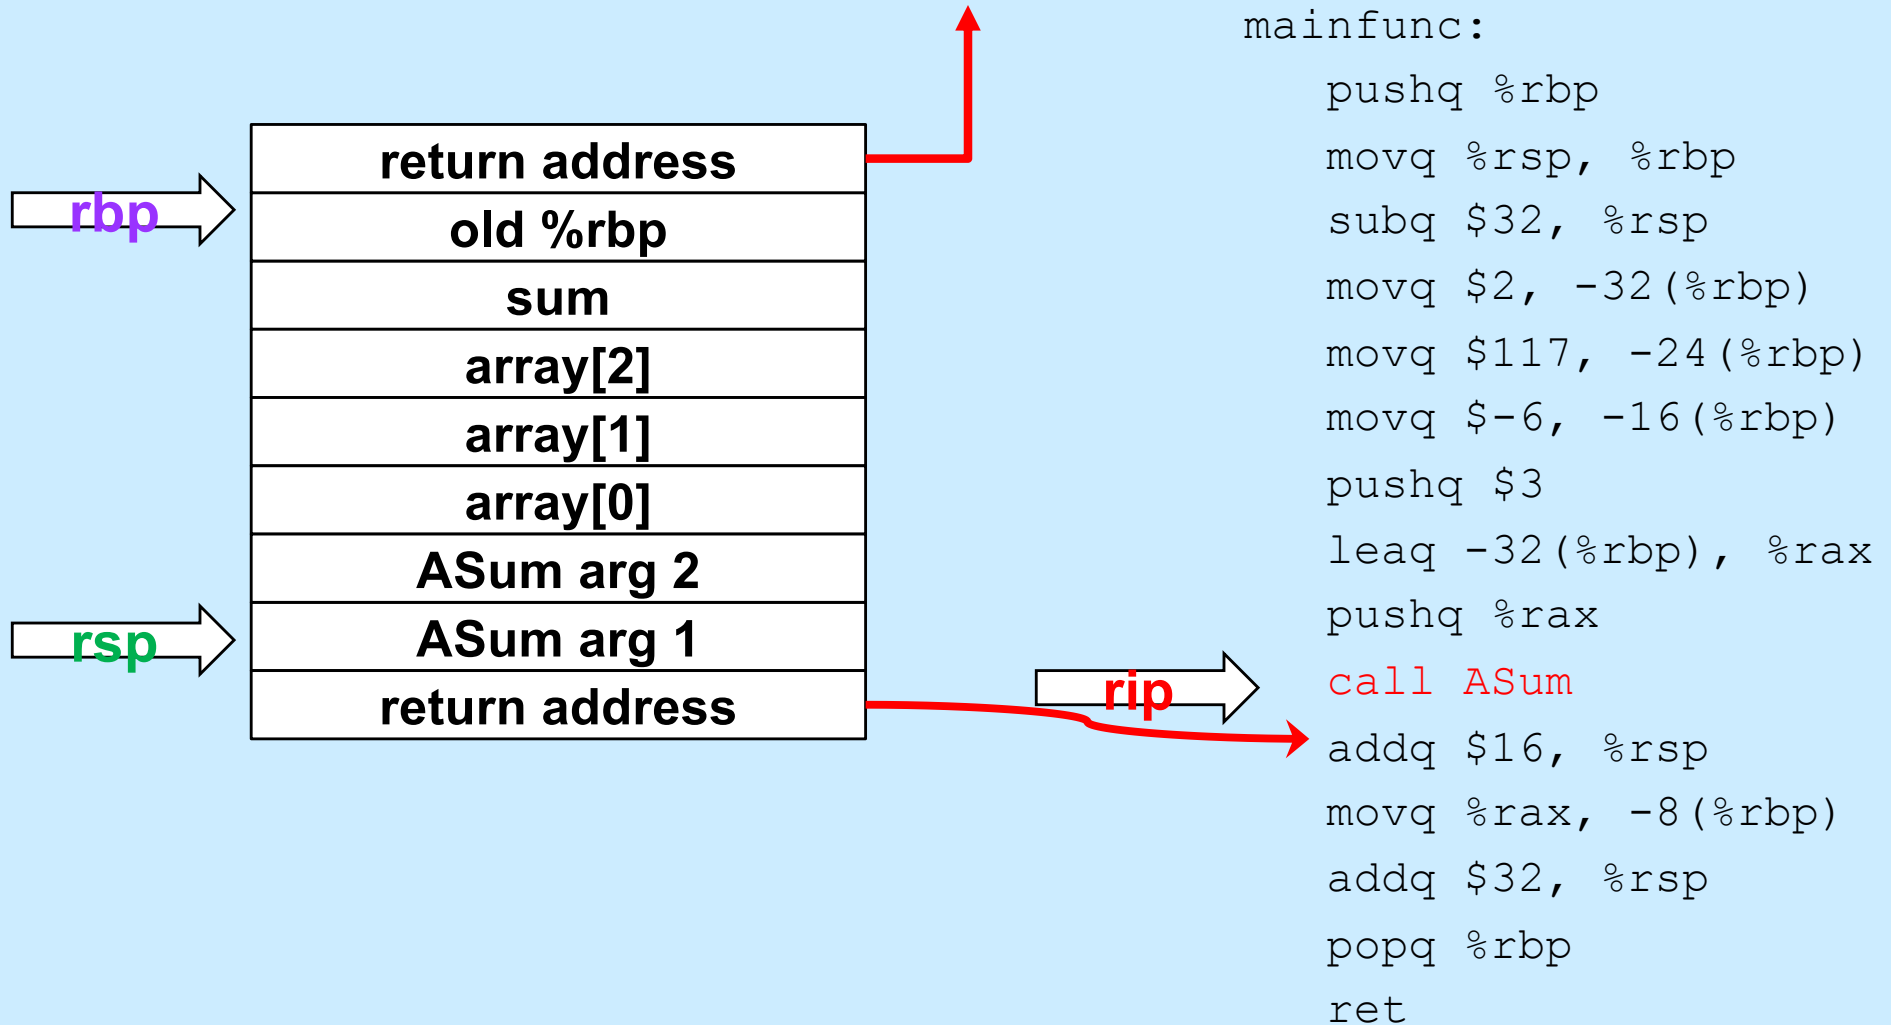 rbp
rsp
return address
old %rbp
sum
array[2]
array[1]
array[0]
ASum arg 2
ASum arg 1
return address
rip
mainfunc:
pushq %rbp
movq %rsp, %rbp
subq $32, %rsp
movq $2, -32(%rbp)
movq $117, -24(%rbp)
movq $-6, -16(%rbp)
pushq $3
leaq -32(%rbp), %rax
pushq %rax
call ASum
addq $16, %rsp
movq %rax, -8(%rbp)
addq $32, %rsp
popq %rbp
ret